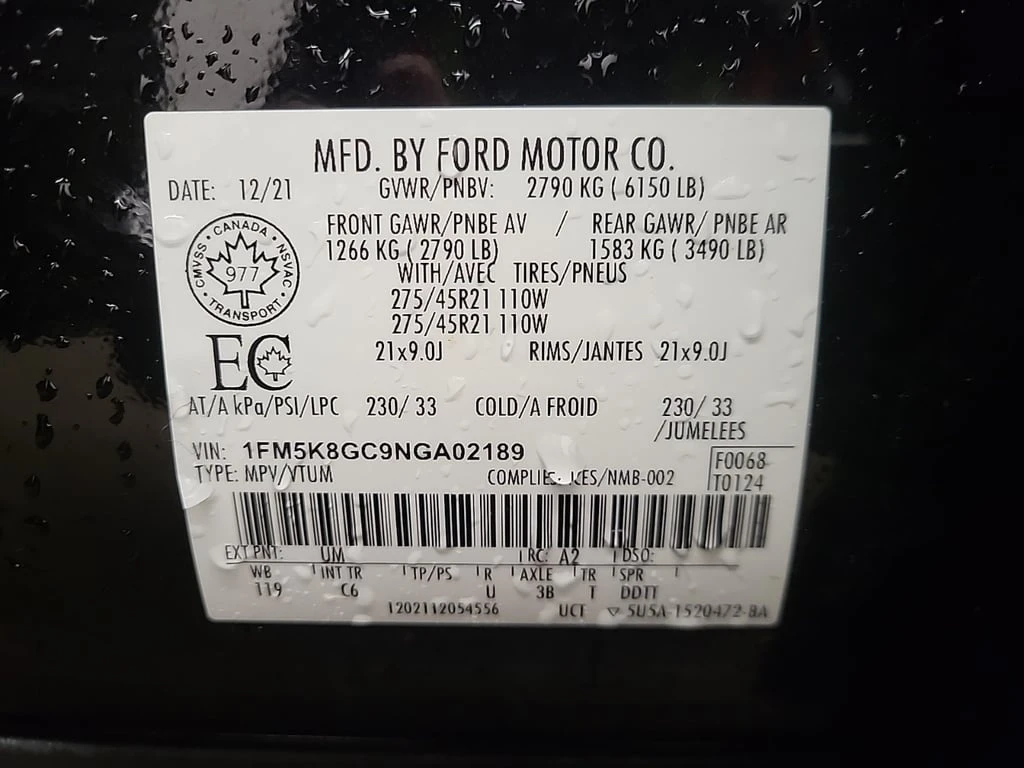 MFD. BY FORD MOTOR CO.
DATE: 12/21 GVWR/PNBV: 2790 KG ( 6150 LB)
FRONT GAWR/PNBE AV / REAR GAWR/ PNBE AR
1266 KG ( 2790 LB) 1583 KG ( 3490 LB)
WITH/AVEC TIRES/PNEUS
275/45R21 110W
275/45R21 110W
21x9.0J RIMS/JANTES 21x9.0J
CANADA
CMVSS · NSVAC
977
TRANSPORT
EC
AT/A kPa/PSI/LPC 230/ 33 COLD/A FROID 230/ 33
/JUMELEES
VIN: 1FM5K8GC9NGA02189
F0068
TYPE: MPV/VTUM /NMB-002
T0124
EXT PNT: UM RC: A2 DSO:
WB INT TR TP/PS R AXLE TR SPR
119 C6 U 3B T DDTT
1202112054556 UCT ▽ 5U5A-1520472-BA